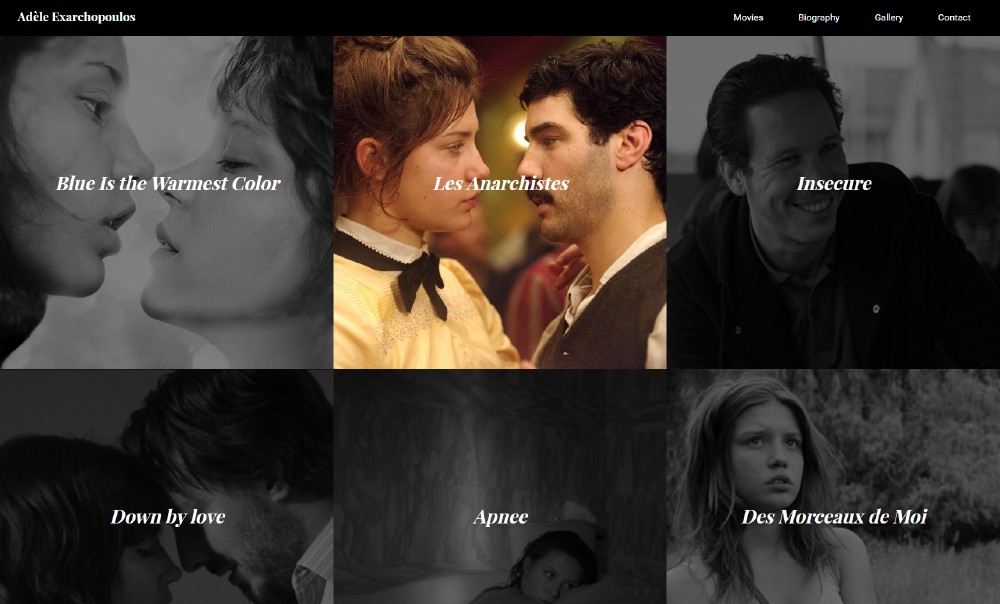 Adèle Exarchopoulos
Movies Biography Gallery Contact
Blue Is the Warmest Color
Les Anarchistes
Insecure
Down by love
Apnee
Des Morceaux de Moi